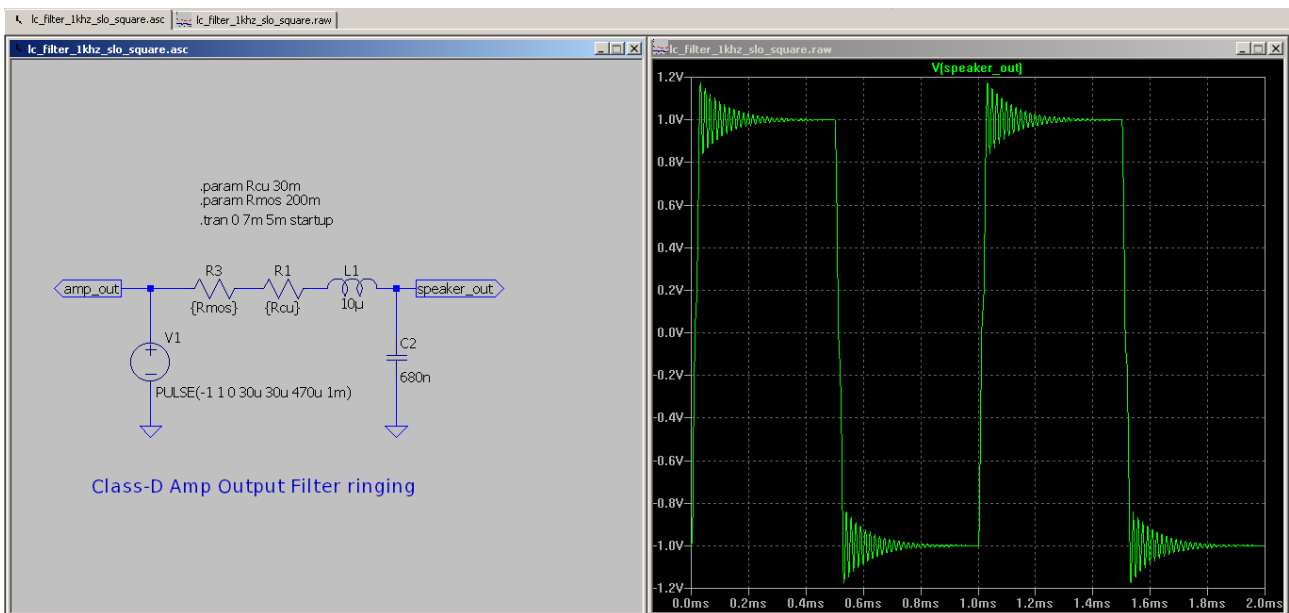 lc_filter_1khz_slo_square.asc lc_filter_1khz_slo_square.raw
lc_filter_1khz_slo_square.asc
.param Rcu 30m
.param Rmos 200m
.tran 0 7m 5m startup
R3 R1 L1
amp_out speaker_out
{Rmos} {Rcu} 10µ
V1 C2
680n
PULSE(-1 1 0 30u 30u 470u 1m)
Class-D Amp Output Filter ringing
lc_filter_1khz_slo_square.raw
V(speaker_out)
1.2V
1.0V
0.8V
0.6V
0.4V
0.2V
0.0V
-0.2V
-0.4V
-0.6V
-0.8V
-1.0V
-1.2V
0.0ms 0.2ms 0.4ms 0.6ms 0.8ms 1.0ms 1.2ms 1.4ms 1.6ms 1.8ms 2.0ms